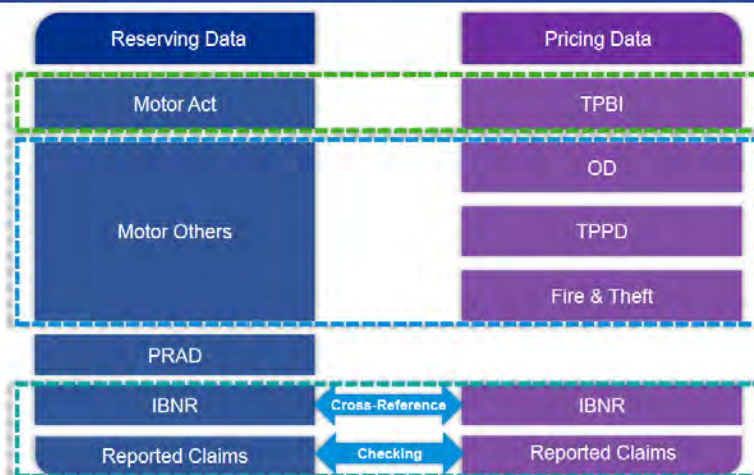 Reserving Data
Pricing Data
Motor Act
TPBI
Motor Others
OD
TPPD
Fire & Theft
PRAD
IBNR
Cross-Reference
IBNR
Reported Claims
Checking
Reported Claims